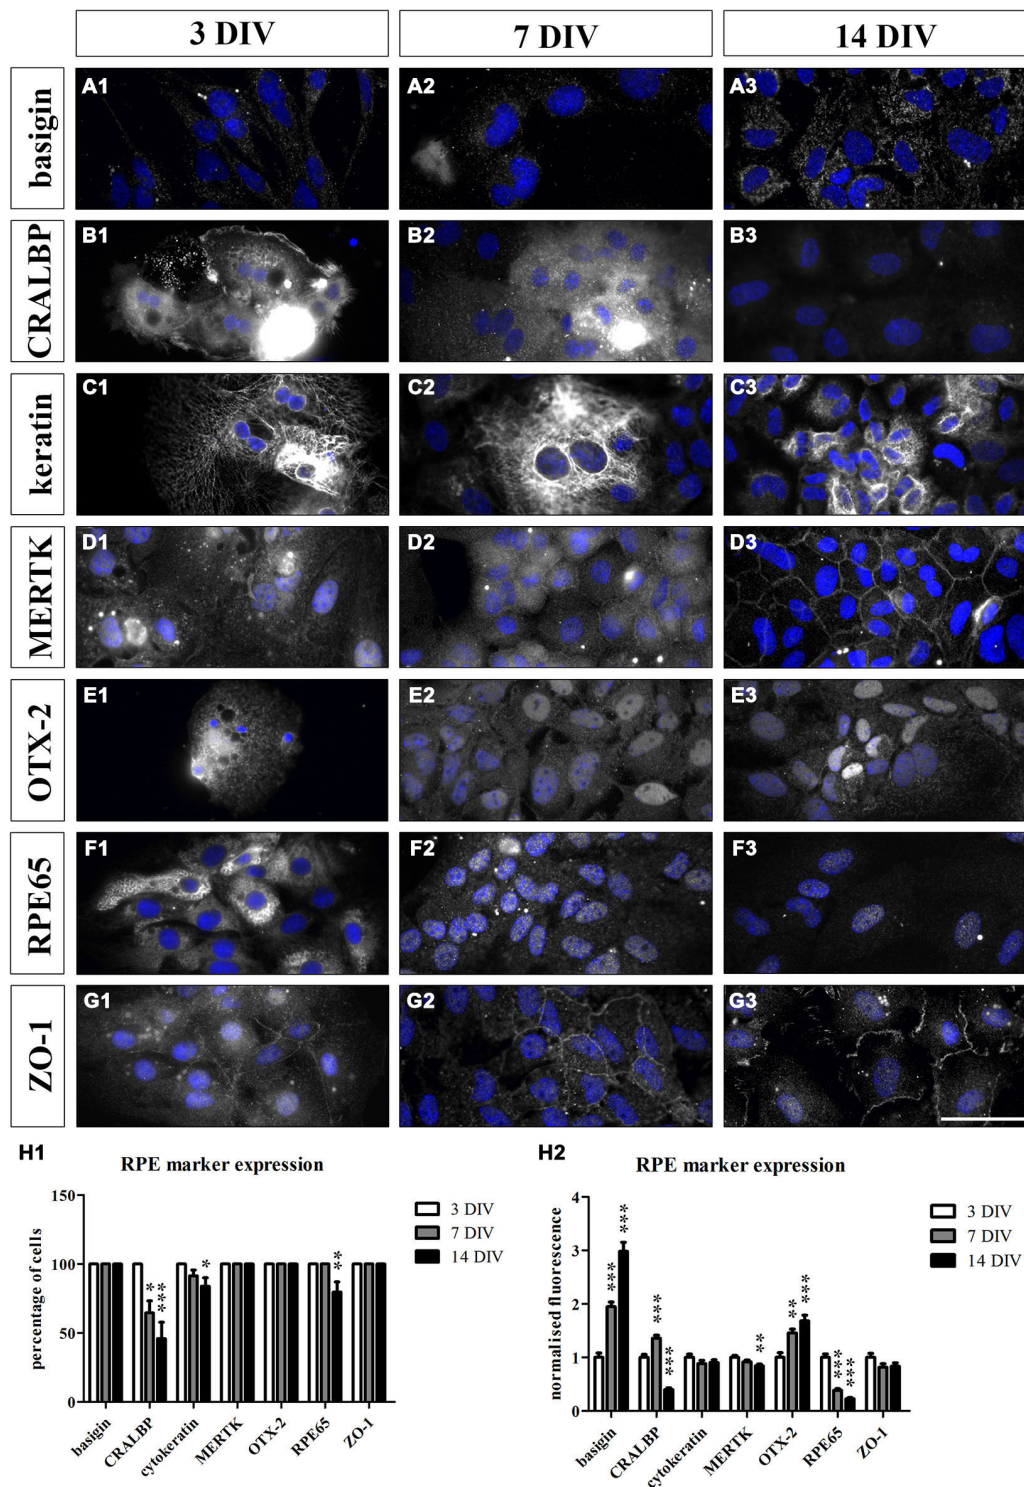 3 DIV 7 DIV 14 DIV
basigin
A1 A2 A3
CRALBP
B1 B2 B3
keratin
C1 C2 C3
MERTK
D1 D2 D3
OTX-2
E1 E2 E3
RPE65
F1 F2 F3
ZO-1
G1 G2 G3
H1
RPE marker expression
percentage of cells
150
100
50
0
* *** * **
3 DIV
7 DIV
14 DIV
basigin CRALBP cytokeratin MERTK OTX-2 RPE65 ZO-1
H2
RPE marker expression
normalised fluorescence
4
3
2
1
0
*** *** *** *** ** ** *** *** ***
3 DIV
7 DIV
14 DIV
basigin CRALBP cytokeratin MERTK OTX-2 RPE65 ZO-1